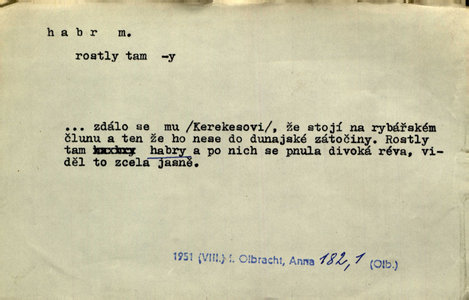 habr m.
rostly tam -y
... zdálo se mu /Kerekesovi/, že stojí na rybářském
člunu a ten že ho nese do dunajské zátočiny. Rostly
tam habry a po nich se pnula divoká réva, vi-
děl to zcela jasně.
1951 (VIII.) I. Olbracht, Anna 182,1 (Olb.)